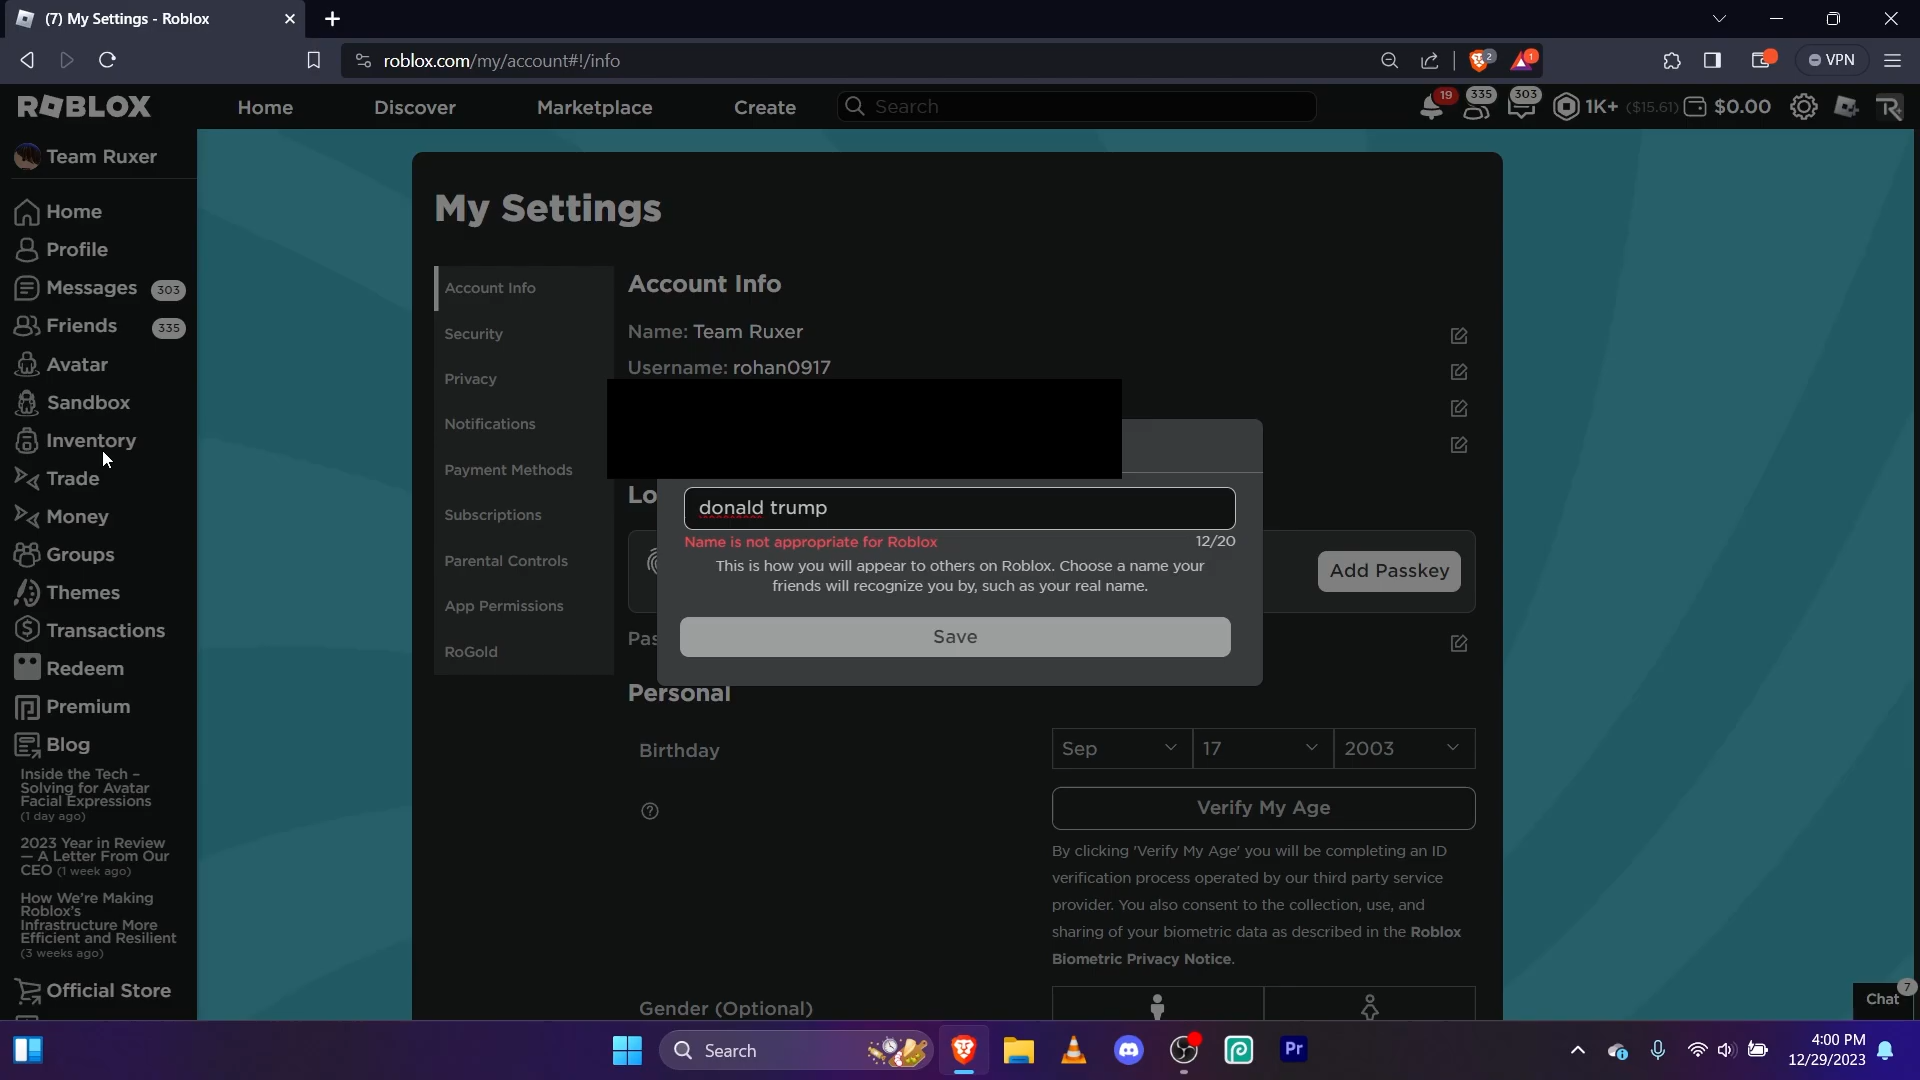 (7) My Settings - Roblox
roblox.com/my/account#!/info
2
1
VPN
ROBLOX
Home
Discover
Marketplace
Create
Search
19
335
303
1K+
($15.61)
$0.00
Team Ruxer
Home
Profile
Messages
303
Friends
335
Avatar
Sandbox
Inventory
Trade
Money
Groups
Themes
Transactions
Redeem
Premium
Blog
Inside the Tech –
Solving for Avatar
Facial Expressions
(1 day ago)
2023 Year in Review
— A Letter From Our
CEO (1 week ago)
How We're Making
Roblox's
Infrastructure More
Efficient and Resilient
(3 weeks ago)
Official Store
My Settings
Account Info
Security
Privacy
Notifications
Payment Methods
Subscriptions
Parental Controls
App Permissions
RoGold
Account Info
Name: Team Ruxer
Username: rohan0917
Lo
donald trump
Name is not appropriate for Roblox
12/20
This is how you will appear to others on Roblox. Choose a name your
friends will recognize you by, such as your real name.
Save
Add Passkey
Pas
Personal
Birthday
Sep
17
2003
Verify My Age
By clicking 'Verify My Age' you will be completing an ID
verification process operated by our third party service
provider. You also consent to the collection, use, and
sharing of your biometric data as described in the Roblox
Biometric Privacy Notice.
Gender (Optional)
Chat
7
Search
Pr
4:00 PM
12/29/2023